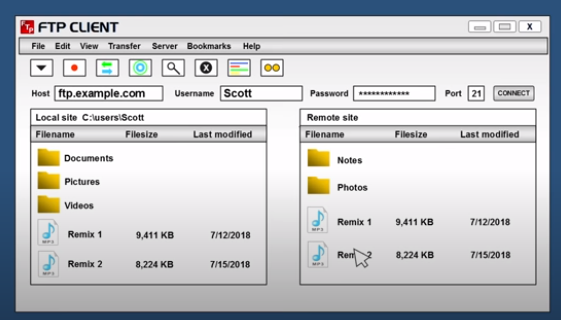 Tp FTP CLIENT X
File Edit View Transfer Server Bookmarks Help
X
Host ftp.example.com Username Scott Password ************ Port 21 CONNECT
Local site C:\users\Scott
Filename Filesize Last modified
Documents
Pictures
Videos
MP3 Remix 1 9,411 KB 7/12/2018
MP3 Remix 2 8,224 KB 7/15/2018
Remote site
Filename Filesize Last modified
Notes
Photos
MP3 Remix 1 9,411 KB 7/12/2018
MP3 Rem 2 8,224 KB 7/15/2018